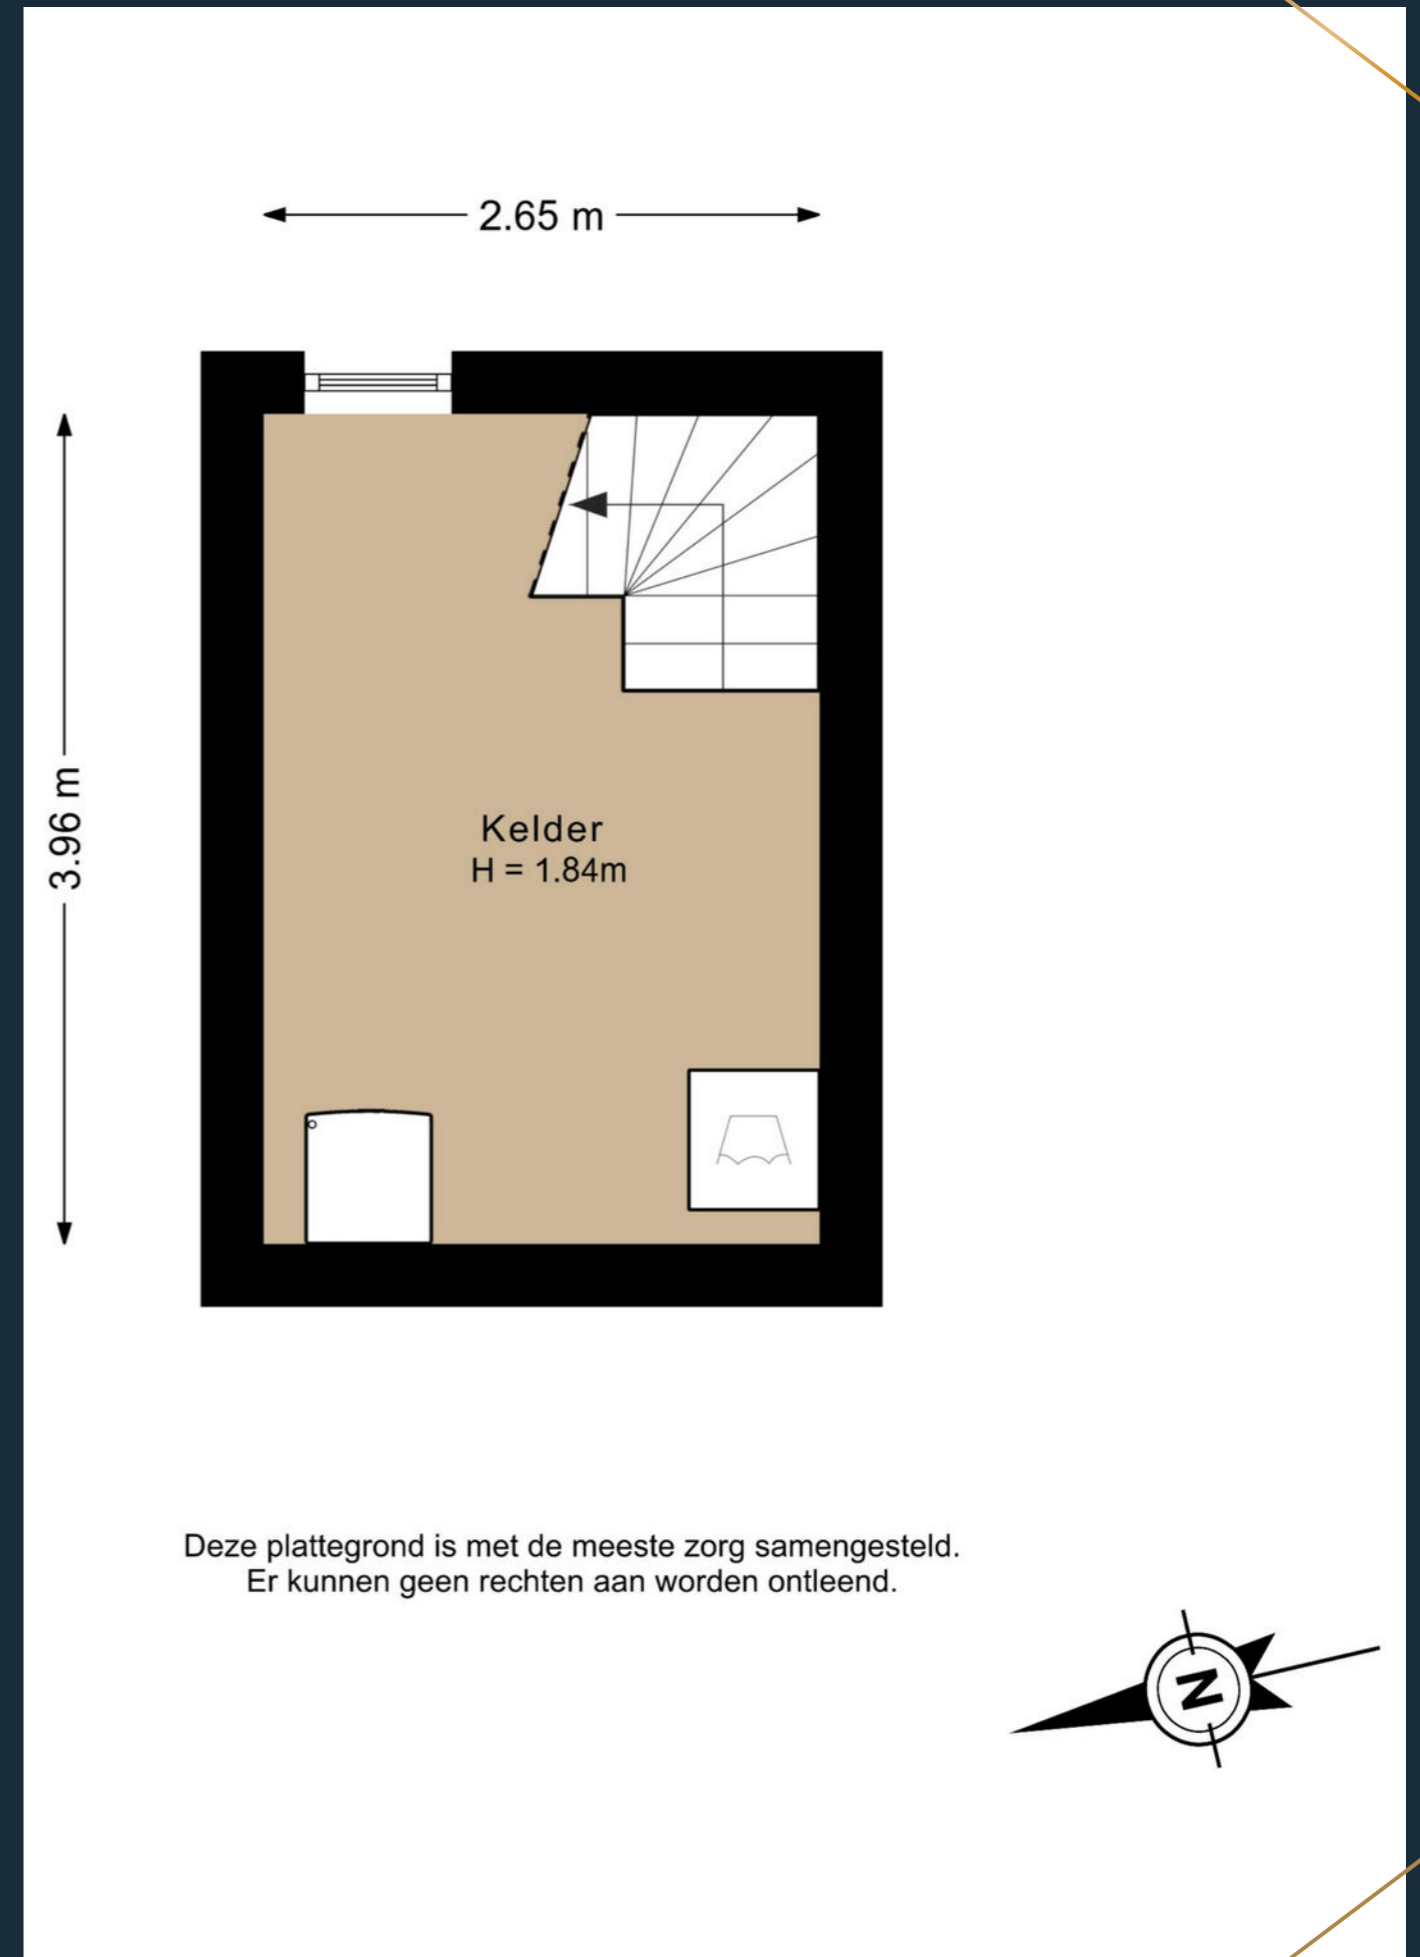 2.65 m
3.96 m
Kelder
H = 1.84m
Deze plattegrond is met de meeste zorg samengesteld.
Er kunnen geen rechten aan worden ontleend.
N